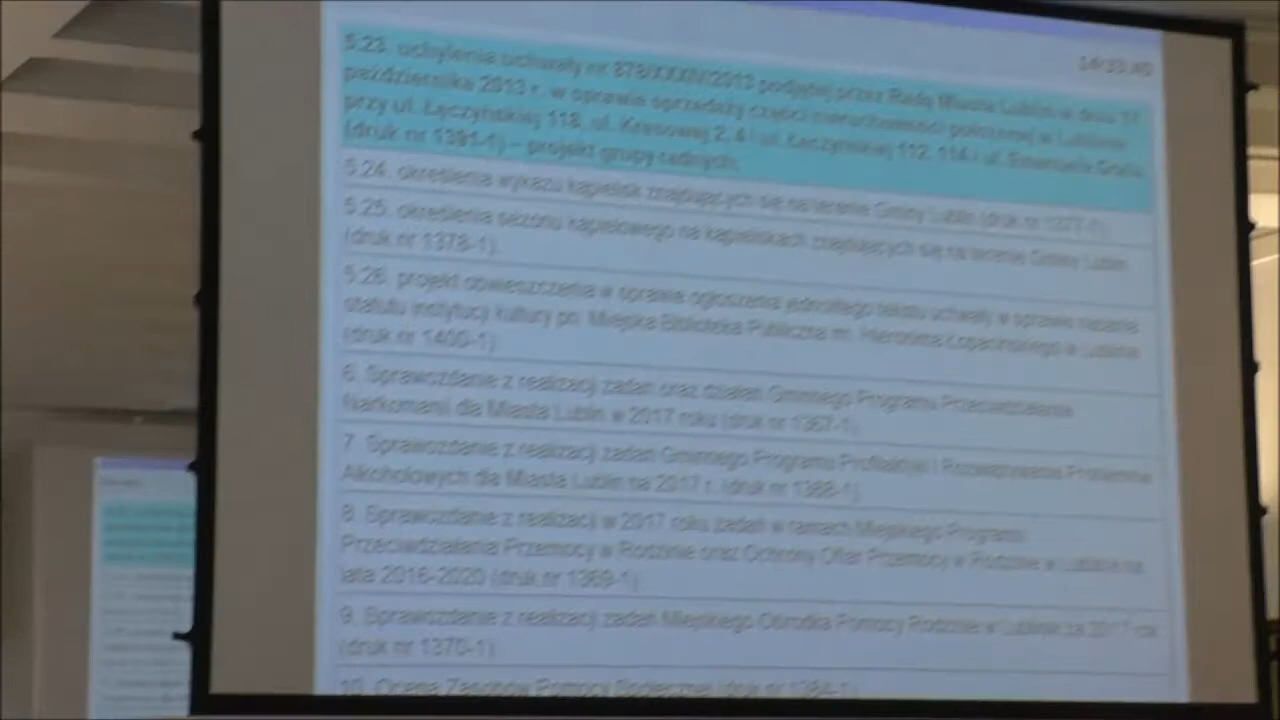 14:33:40
5.23. uchylenia uchwały nr 878/XXXIV/2013 podjętej przez Radę Miasta Lublin w dniu 17
października 2013 r. w sprawie sprzedaży części nieruchomości położonej w Lublinie
przy ul. Łęczyńskiej 118, ul. Kresowej 2, 4 i ul. Łęczyńskiej 112, 114 i ul. Emanuela
(druk nr 1391-1) – projekt grupy radnych;
5.24. określenia wykazu kąpielisk znajdujących się na terenie Gminy Lublin (druk nr 1377-1);
5.25. określenia sezonu kąpielowego na kąpieliskach znajdujących się na terenie Gminy Lublin
(druk nr 1378-1);
5.26. projekt obwieszczenia w sprawie ogłoszenia jednolitego tekstu uchwały w sprawie nadania
statutu instytucji kultury pn. Miejska Biblioteka Publiczna im. Hieronima Łopacińskiego w Lublinie
(druk nr 1400-1).
6. Sprawozdanie z realizacji zadań oraz działań Gminnego Programu Przeciwdziałania
Narkomanii dla Miasta Lublin w 2017 roku (druk nr 1367-1).
7. Sprawozdanie z realizacji zadań Gminnego Programu Profilaktyki i Rozwiązywania Problemów
Alkoholowych dla Miasta Lublin na 2017 r. (druk nr 1368-1).
8. Sprawozdanie z realizacji w 2017 roku zadań w ramach Miejskiego Programu
Przeciwdziałania Przemocy w Rodzinie oraz Ochrony Ofiar Przemocy w Rodzinie w Lublinie na
lata 2016-2020 (druk nr 1369-1).
9. Sprawozdanie z realizacji zadań Miejskiego Ośrodka Pomocy Rodzinie w Lublinie za 2017 rok
(druk nr 1370-1).
10. Ocena Zasobów Pomocy Społecznej (druk nr 1384-1).